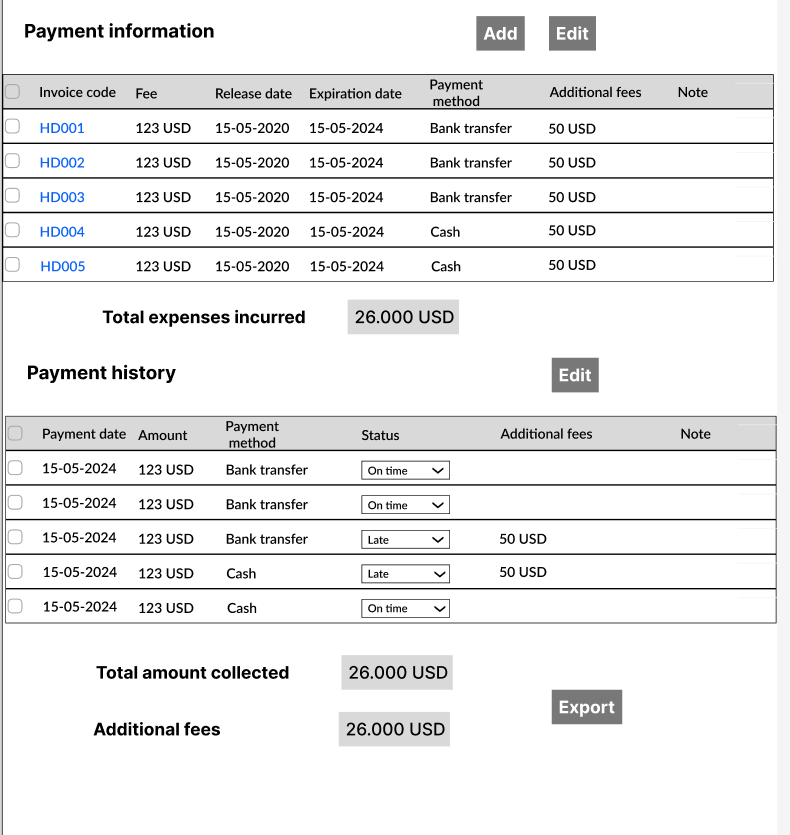 Payment information Add Edit
Invoice code Fee Release date Expiration date Payment method Additional fees Note
HD001 123 USD 15-05-2020 15-05-2024 Bank transfer 50 USD
HD002 123 USD 15-05-2020 15-05-2024 Bank transfer 50 USD
HD003 123 USD 15-05-2020 15-05-2024 Bank transfer 50 USD
HD004 123 USD 15-05-2020 15-05-2024 Cash 50 USD
HD005 123 USD 15-05-2020 15-05-2024 Cash 50 USD
Total expenses incurred 26.000 USD
Payment history Edit
Payment date Amount Payment method Status Additional fees Note
15-05-2024 123 USD Bank transfer On time
15-05-2024 123 USD Bank transfer On time
15-05-2024 123 USD Bank transfer Late 50 USD
15-05-2024 123 USD Cash Late 50 USD
15-05-2024 123 USD Cash On time
Total amount collected 26.000 USD
Export
Additional fees 26.000 USD